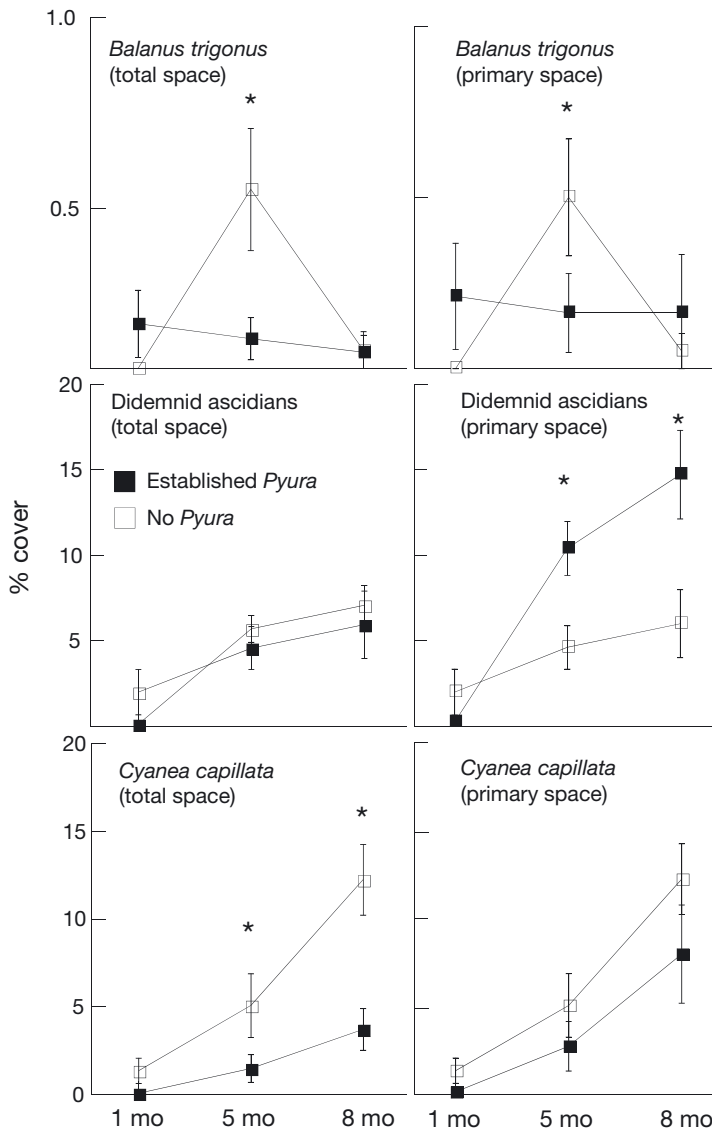 1.0
Balanus trigonus
(total space)
*
0.5
Balanus trigonus
(primary space)
*
20
Didemnid ascidians
(total space)
15
Established Pyura
No Pyura
10
5
Didemnid ascidians
(primary space)
*
*
% cover
20
Cyanea capillata
(total space)
*
15
*
10
5
0
Cyanea capillata
(primary space)
1 mo 5 mo 8 mo 1 mo 5 mo 8 mo